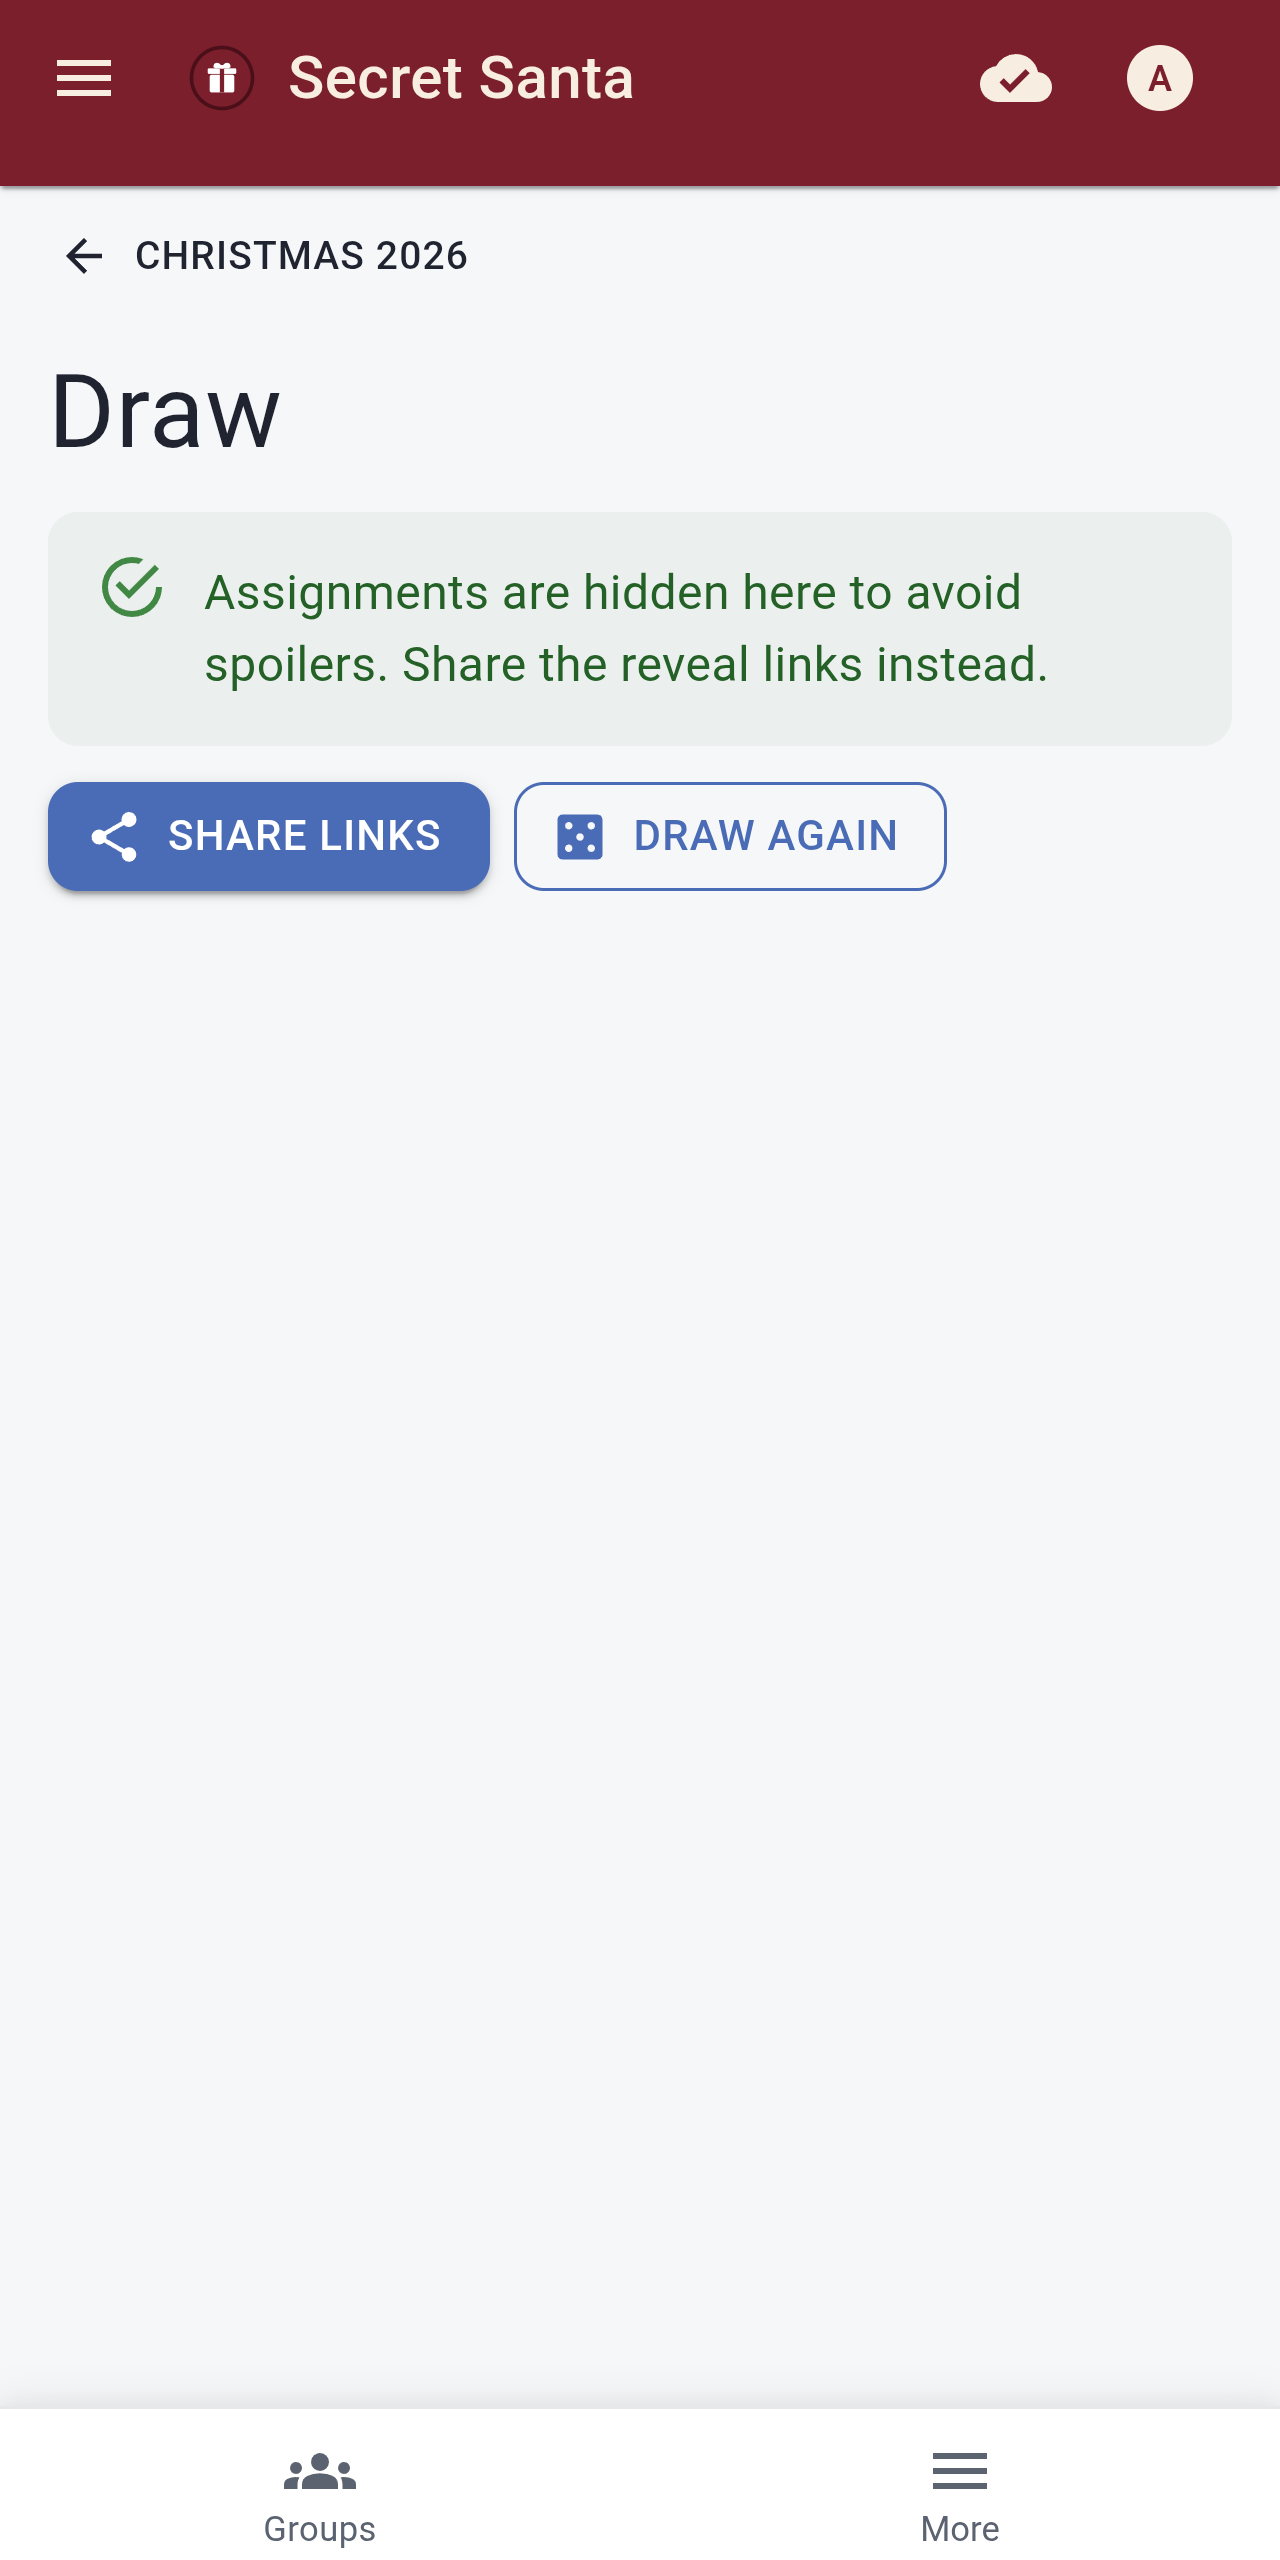 Secret Santa
A
CHRISTMAS 2026
Draw
Assignments are hidden here to avoid
spoilers. Share the reveal links instead.
SHARE LINKS
DRAW AGAIN
Groups
More